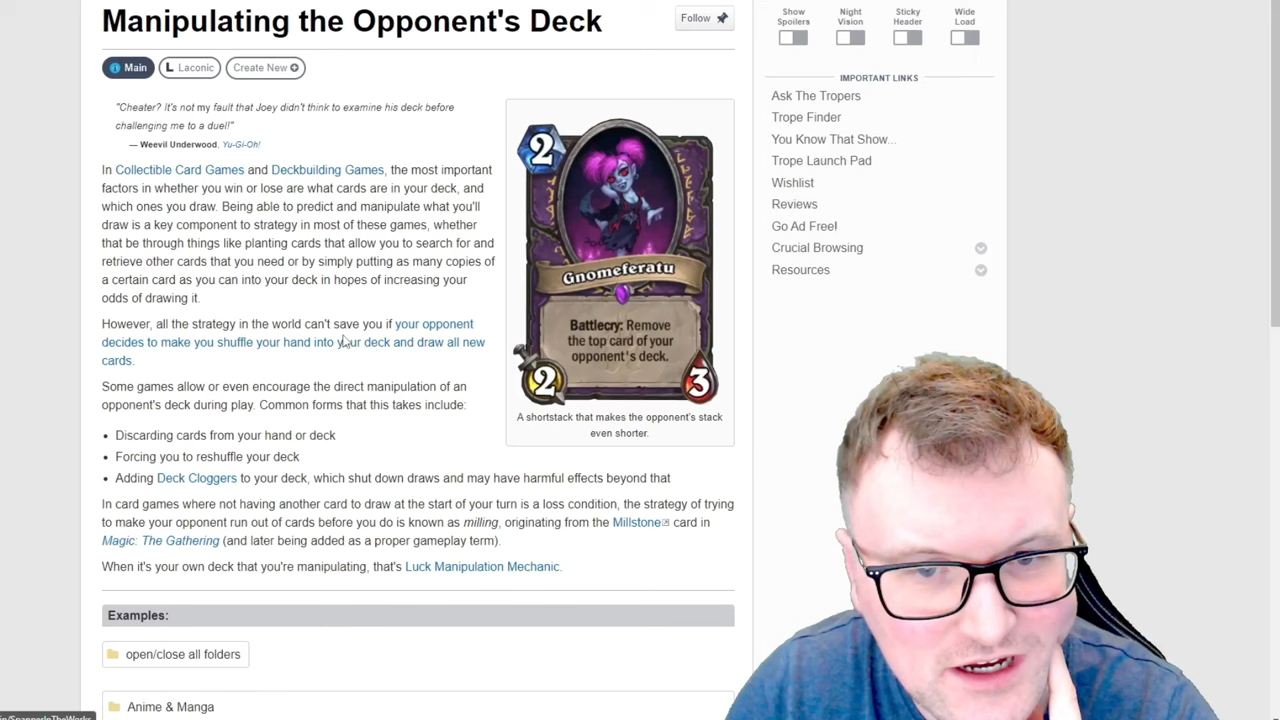 Manipulating the Opponent's Deck
Follow
Main
L Laconic
Create New
"Cheater? It's not my fault that Joey didn't think to examine his deck before
challenging me to a duel!"
— Weevil Underwood, Yu-Gi-Oh!
In Collectible Card Games and Deckbuilding Games, the most important
factors in whether you win or lose are what cards are in your deck, and
which ones you draw. Being able to predict and manipulate what you'll
draw is a key component to strategy in most of these games, whether
that be through things like planting cards that allow you to search for and
retrieve other cards that you need or by simply putting as many copies of
a certain card as you can into your deck in hopes of increasing your
odds of drawing it.
However, all the strategy in the world can't save you if your opponent
decides to make you shuffle your hand into your deck and draw all new
cards.
Some games allow or even encourage the direct manipulation of an
opponent's deck during play. Common forms that this takes include:
• Discarding cards from your hand or deck
• Forcing you to reshuffle your deck
• Adding Deck Cloggers to your deck, which shut down draws and may have harmful effects beyond that
In card games where not having another card to draw at the start of your turn is a loss condition, the strategy of trying
to make your opponent run out of cards before you do is known as milling, originating from the Millstone card in
Magic: The Gathering (and later being added as a proper gameplay term).
When it's your own deck that you're manipulating, that's Luck Manipulation Mechanic.
Examples:
open/close all folders
Anime & Manga
2
Gnomeferatu
Battlecry: Remove
the top card of your
opponent's deck.
2
3
A shortstack that makes the opponent's stack
even shorter.
Show
Spoilers
Night
Vision
Sticky
Header
Wide
Load
IMPORTANT LINKS
Ask The Tropers
Trope Finder
You Know That Show...
Trope Launch Pad
Wishlist
Reviews
Go Ad Free!
Crucial Browsing
Resources